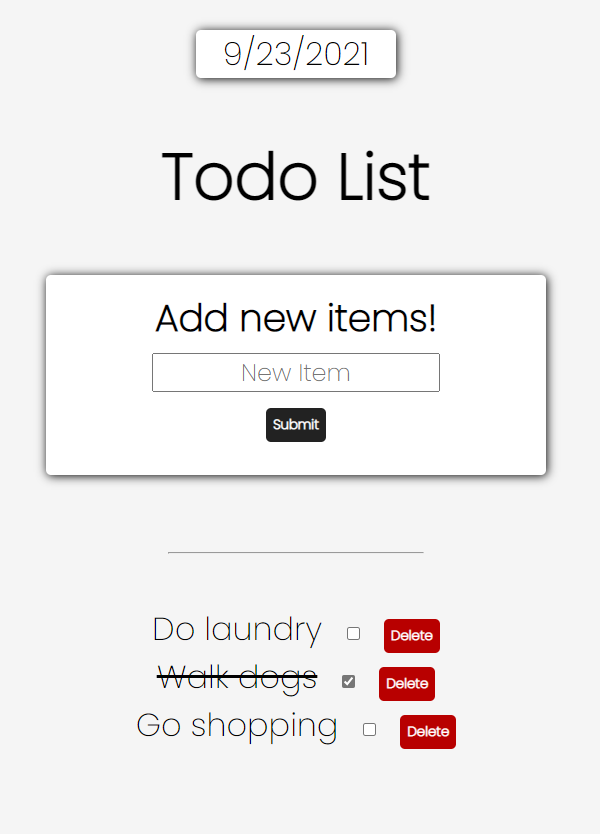 9/23/2021
Todo List
Add new items!
New Item
Submit
Do laundry Delete
Walk dogs Delete
Go shopping Delete